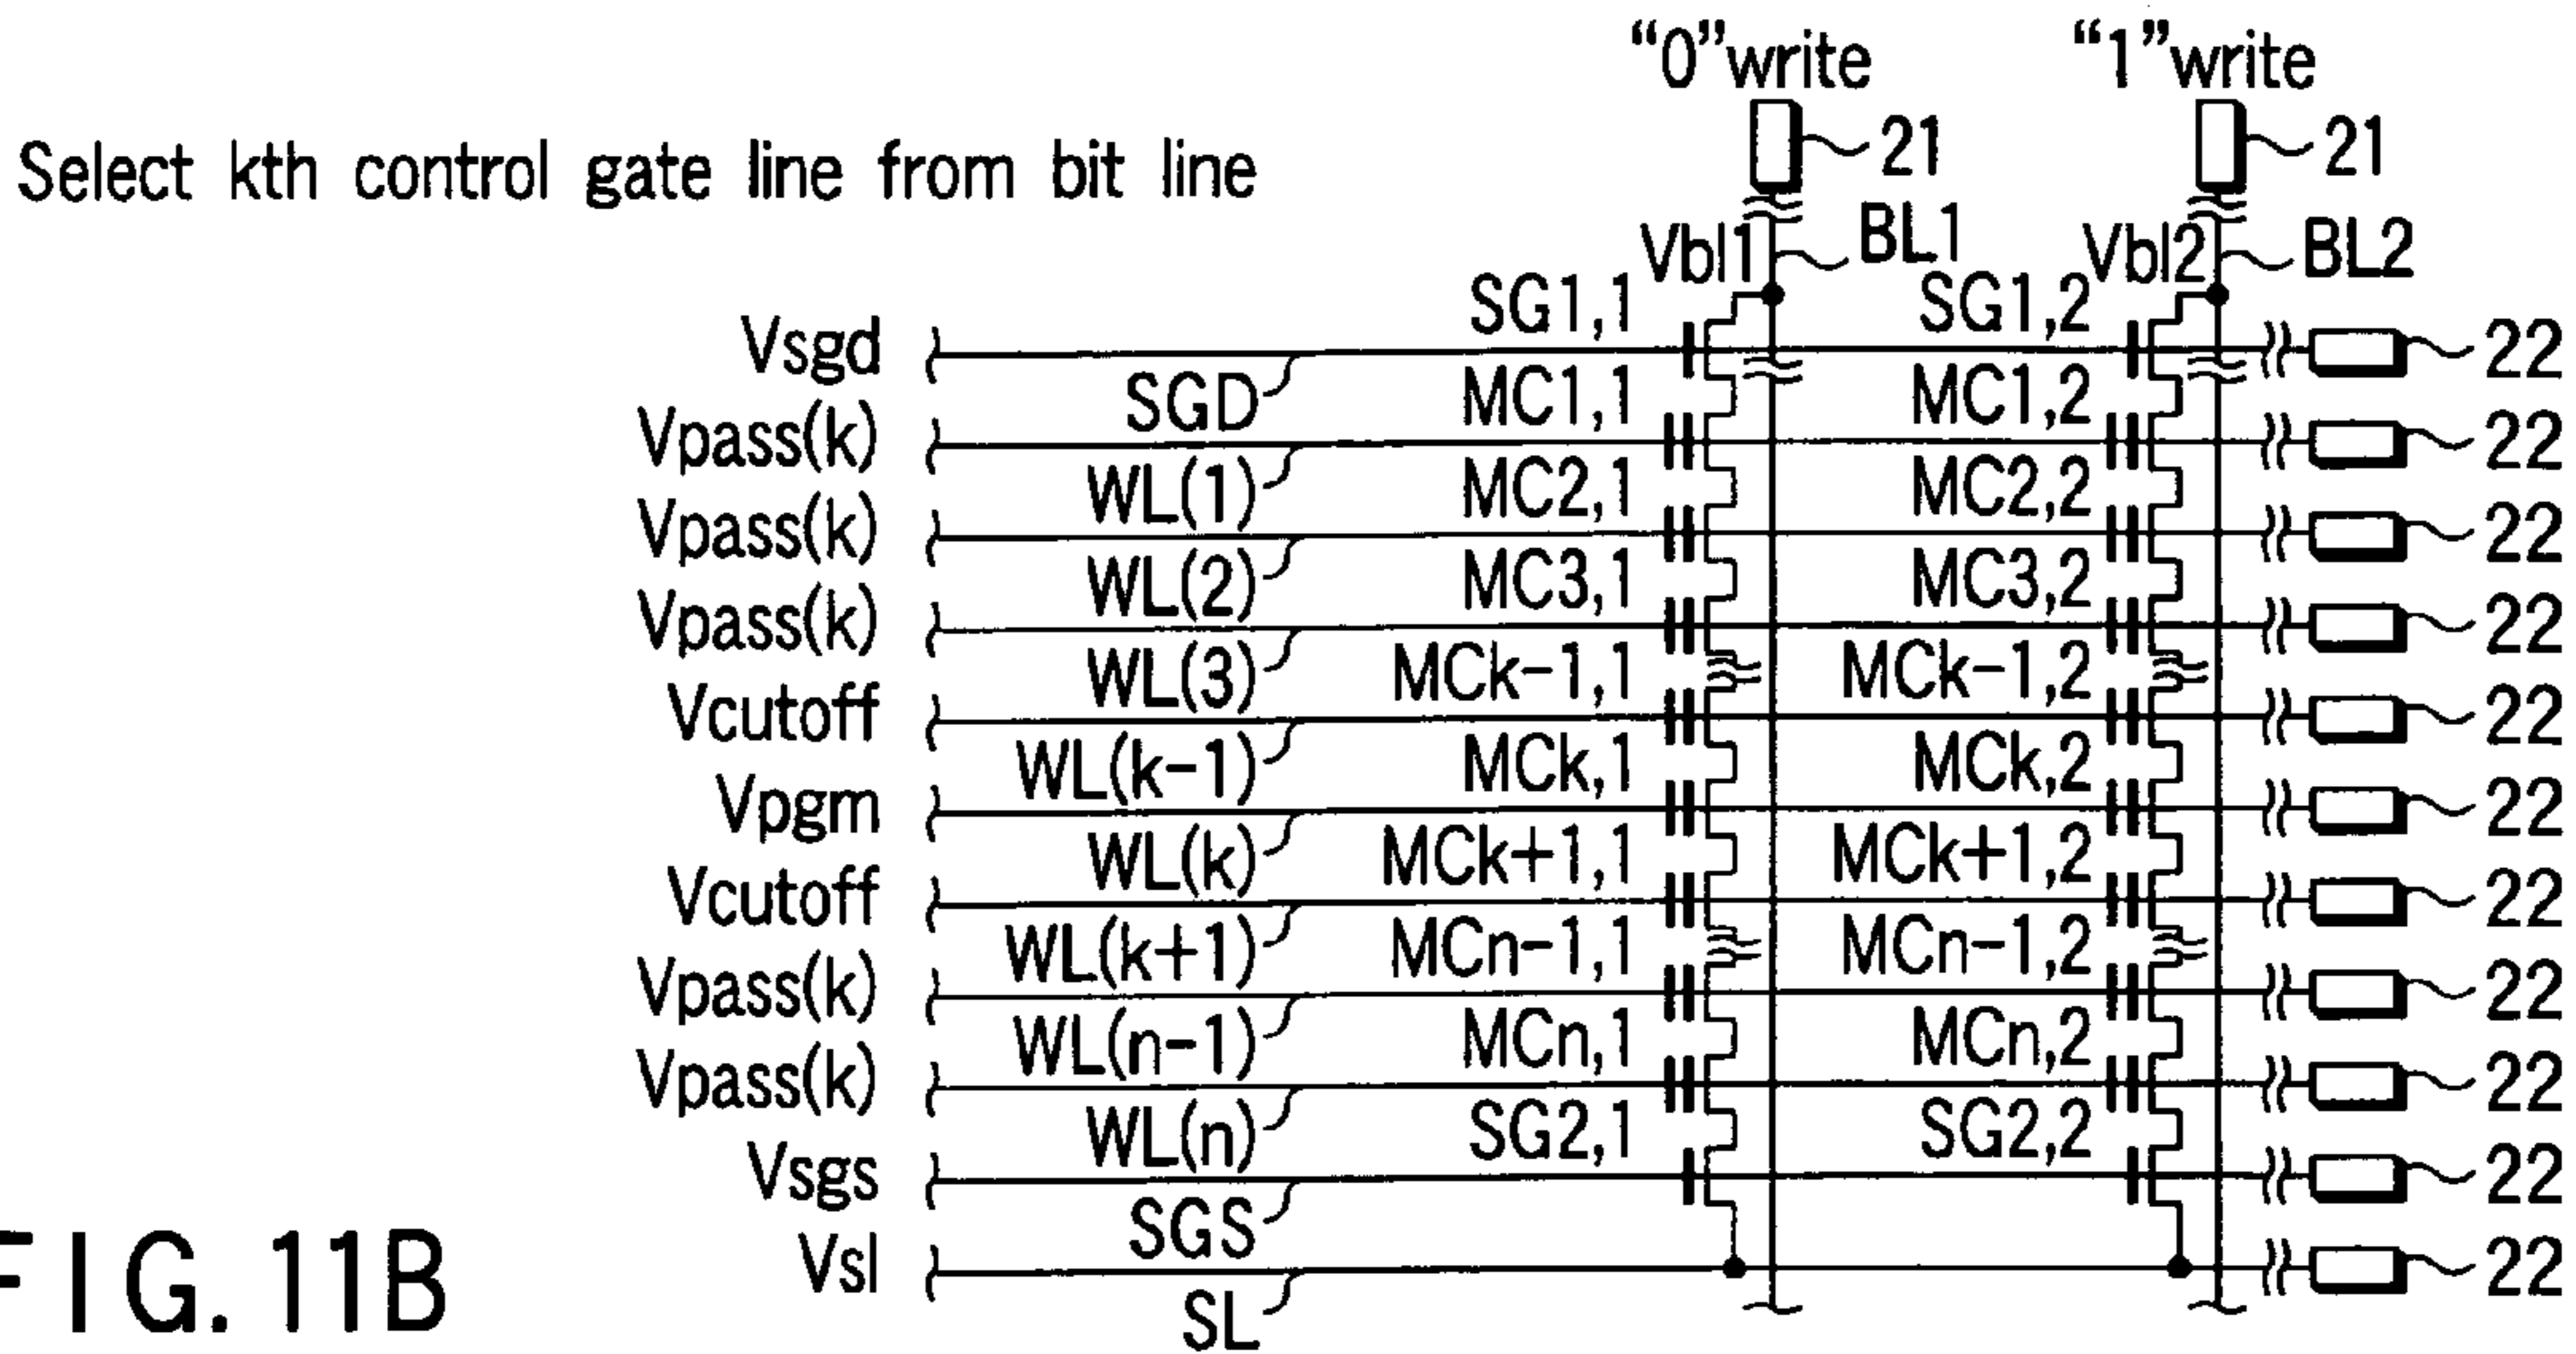 “0”write “1”write
21 21
Select kth control gate line from bit line
Vbl1 BL1 Vbl2 BL2
SG1,1 SG1,2
Vsgd 22
SGD MC1,1 MC1,2
Vpass(k) 22
WL(1) MC2,1 MC2,2
Vpass(k) 22
WL(2) MC3,1 MC3,2
Vpass(k) 22
WL(3) MCk-1,1 MCk-1,2
Vcutoff 22
WL(k-1) MCk,1 MCk,2
Vpgm 22
WL(k) MCk+1,1 MCk+1,2
Vcutoff 22
WL(k+1) MCn-1,1 MCn-1,2
Vpass(k) 22
WL(n-1) MCn,1 MCn,2
Vpass(k) 22
WL(n) SG2,1 SG2,2
Vsgs 22
SGS
Vsl 22
SL
FIG. 11B